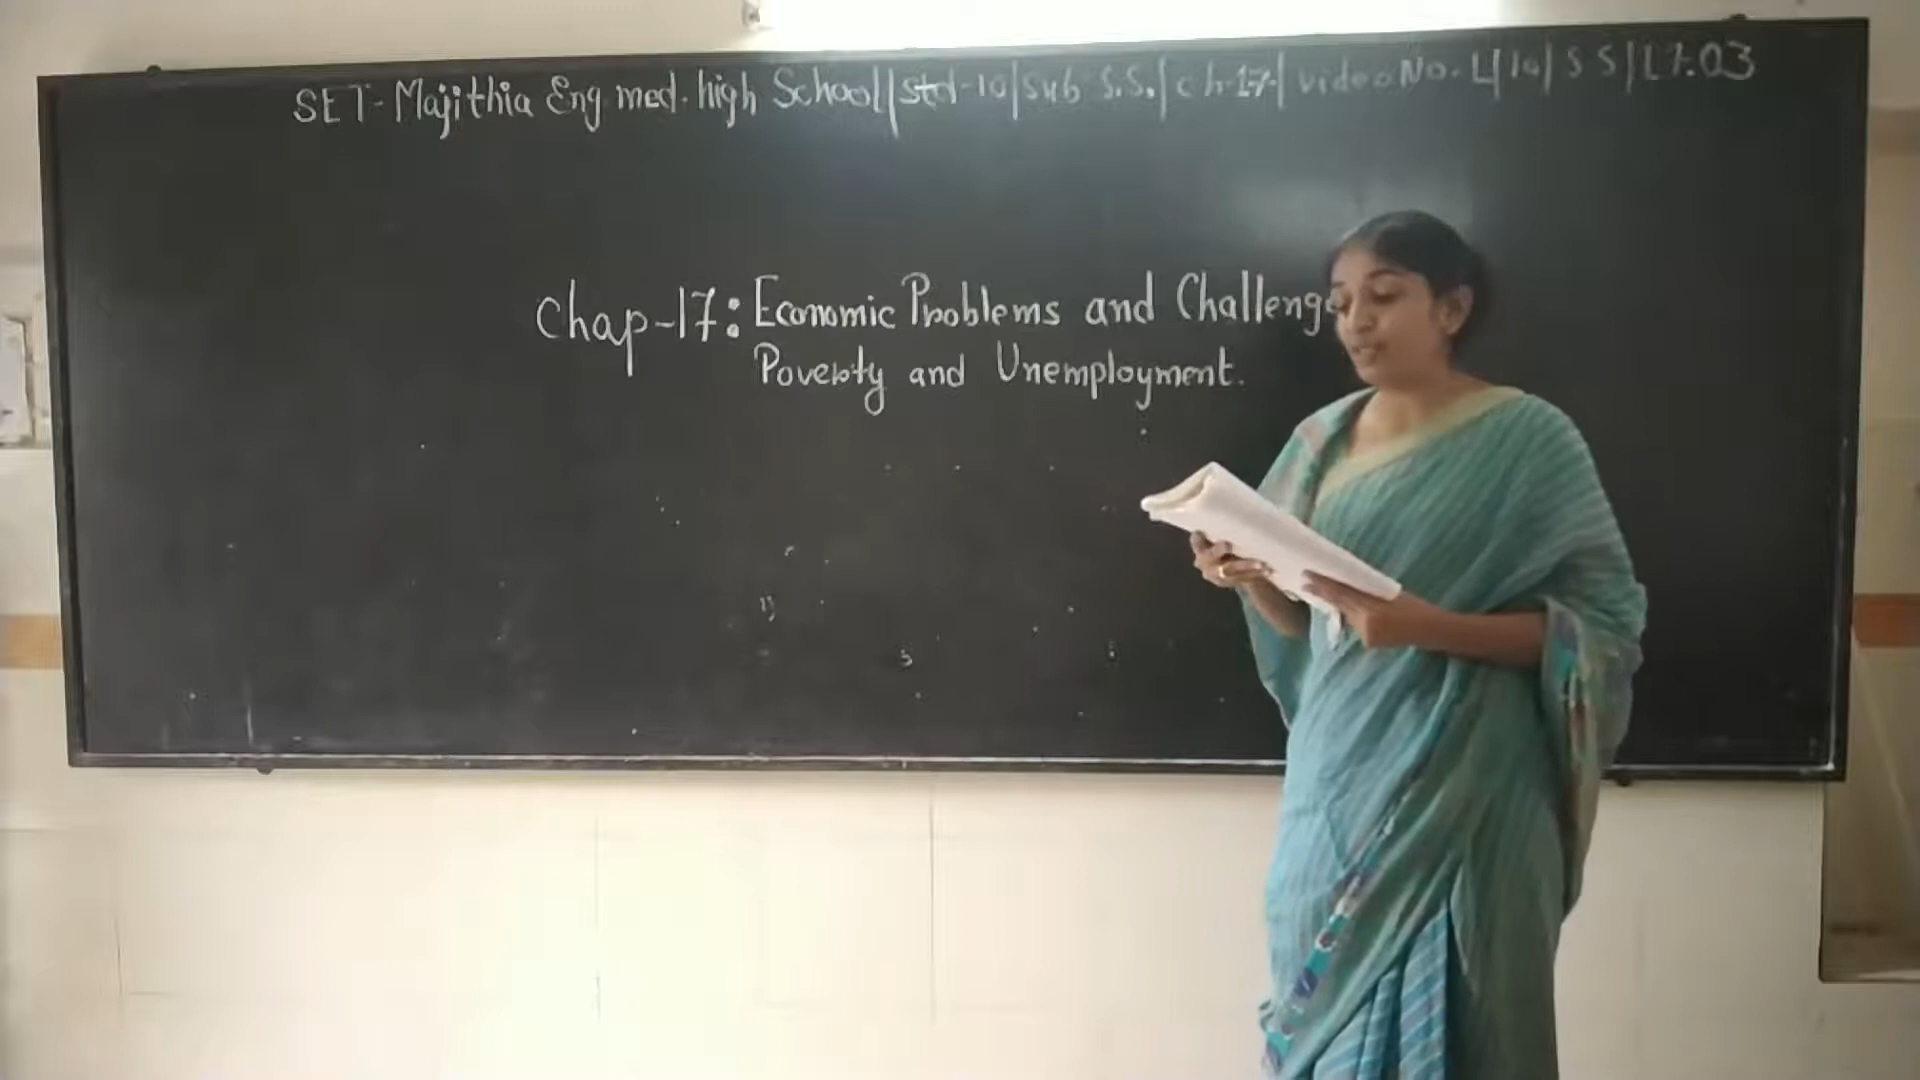 SET-Majithia Eng med. high School|Std-10|Sub S.S.|Ch-17|video No. 4|10|SS|17.03
Chap-17: Economic Problems and Challenge
Poverty and Unemployment.